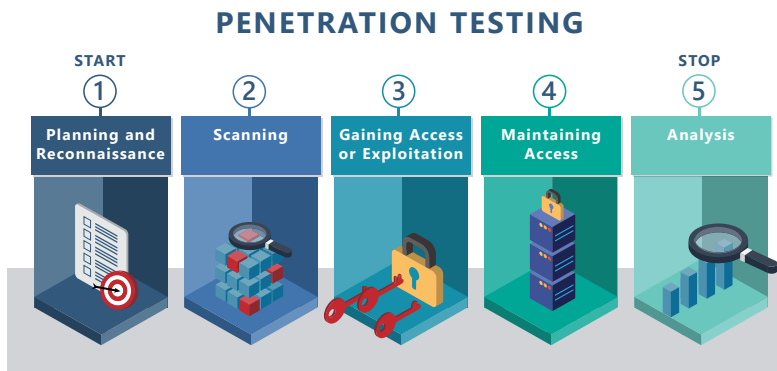 PENETRATION TESTING
START
1
Planning and
Reconnaissance
2
Scanning
3
Gaining Access
or Exploitation
4
Maintaining
Access
STOP
5
Analysis